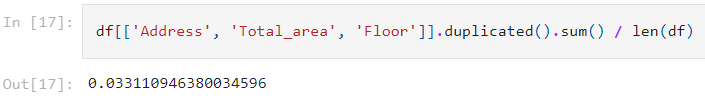 In [17]: df[['Address', 'Total_area', 'Floor']].duplicated().sum() / len(df)
Out[17]: 0.033110946380034596